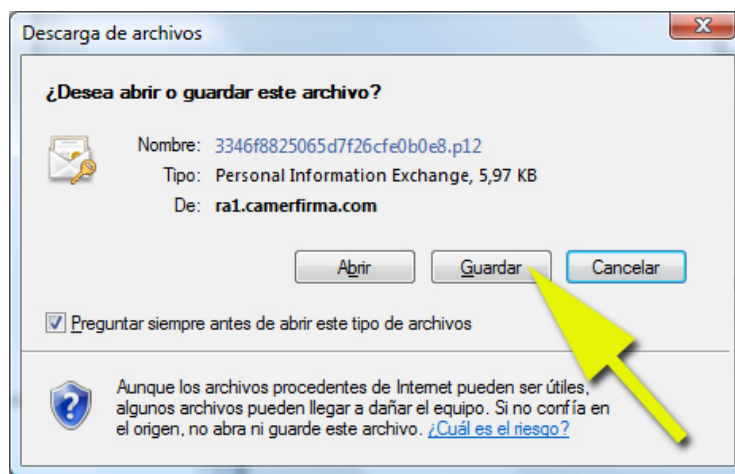 Descarga de archivos
¿Desea abrir o guardar este archivo?
Nombre: 3346f8825065d7f26cfe0b0e8.p12
Tipo: Personal Information Exchange, 5,97 KB
De: ra1.camerfirma.com
Abrir Guardar Cancelar
Preguntar siempre antes de abrir este tipo de archivos
Aunque los archivos procedentes de Internet pueden ser útiles,
algunos archivos pueden llegar a dañar el equipo. Si no confía en
el origen, no abra ni guarde este archivo. ¿Cuál es el riesgo?